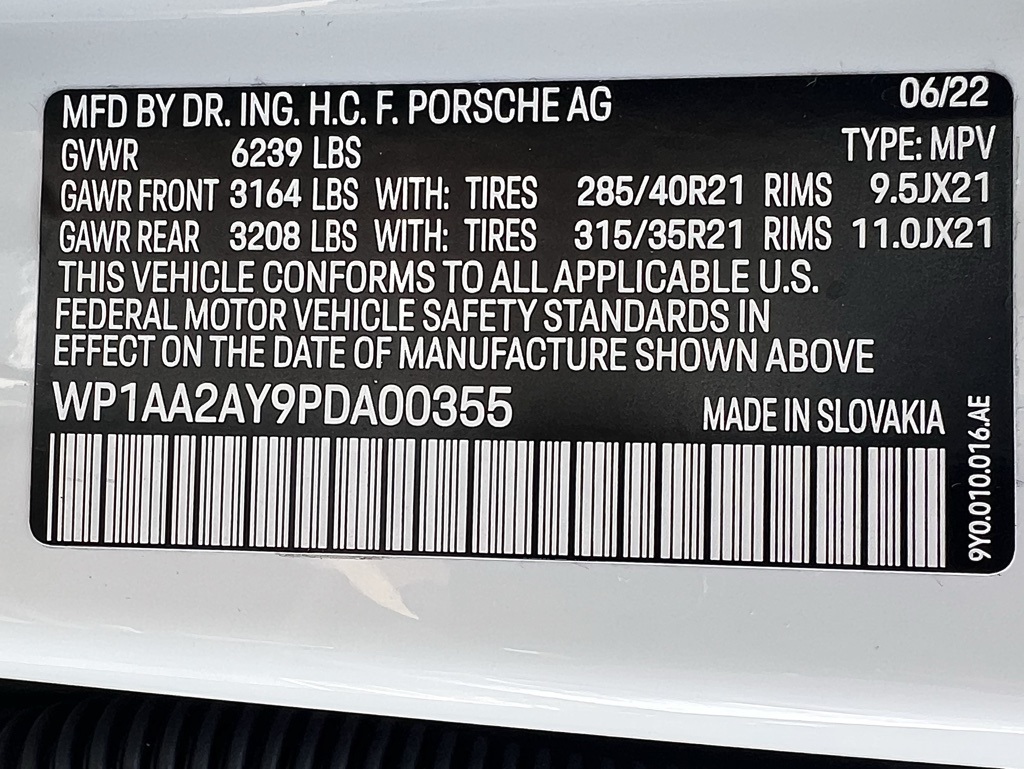 MFD BY DR. ING. H.C. F. PORSCHE AG 06/22
GVWR 6239 LBS TYPE: MPV
GAWR FRONT 3164 LBS WITH: TIRES 285/40R21 RIMS 9.5JX21
GAWR REAR 3208 LBS WITH: TIRES 315/35R21 RIMS 11.0JX21
THIS VEHICLE CONFORMS TO ALL APPLICABLE U.S.
FEDERAL MOTOR VEHICLE SAFETY STANDARDS IN
EFFECT ON THE DATE OF MANUFACTURE SHOWN ABOVE
WP1AA2AY9PDA00355 MADE IN SLOVAKIA
9Y0.010.016.AE